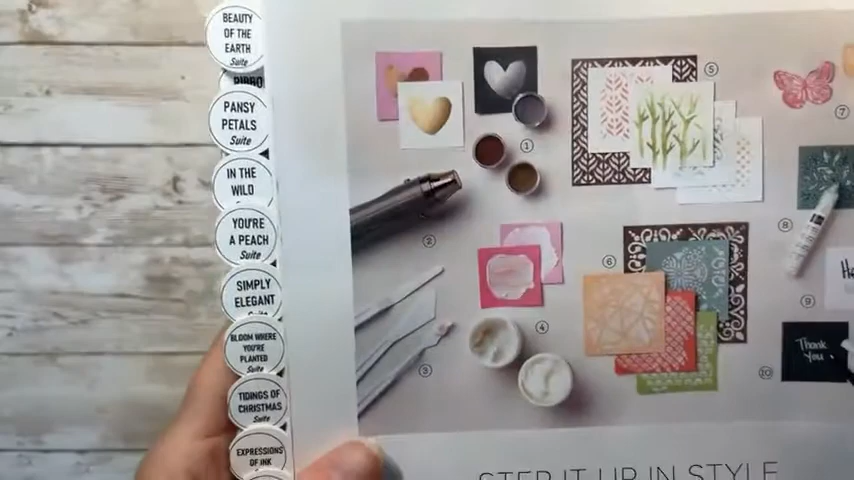 BEAUTY
OF THE
EARTH
Suite
PANSY
PETALS
Suite
IN THE
WILD
YOU'RE
A PEACH
Suite
SIMPLY
ELEGANT
BLOOM WHERE
YOU'RE
PLANTED
Suite
TIDINGS OF
CHRISTMAS
Suite
EXPRESSIONS
OF INK
1
2
3
4
5
6
7
8
9
10
Thank
you
STEP IT UP IN STYLE